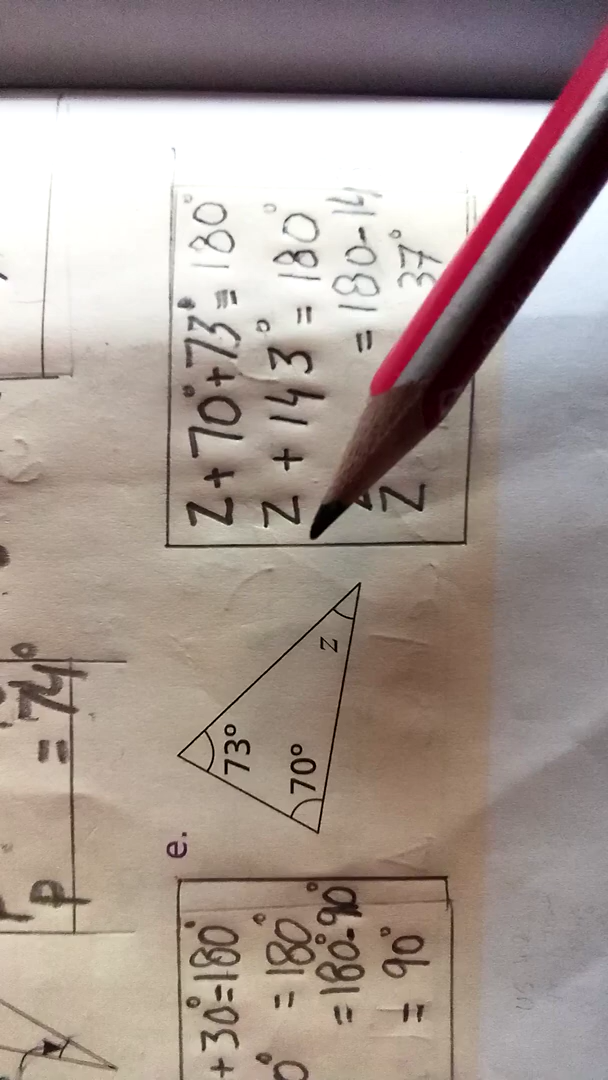 = 74°
P
+ 30°=180°
= 180°
=180°-90°
= 90°
e.
73°
70°
z
Z + 70°+73°= 180°
Z + 143° = 180°
= 180-14
Z 37°